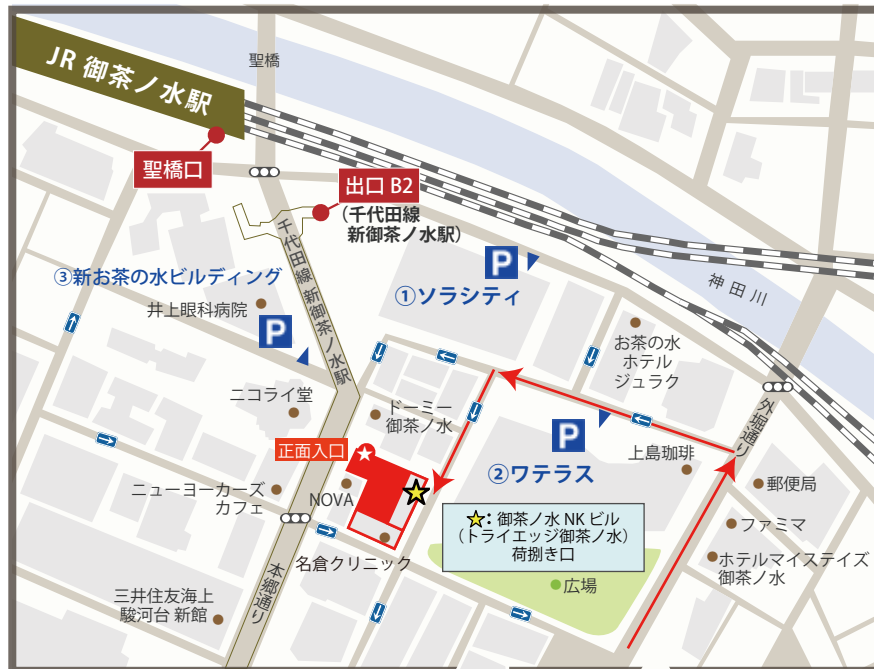 JR 御茶ノ水駅
聖橋
聖橋口
出口 B2
（千代田線
新御茶ノ水駅）
千代田線 新御茶ノ水駅
③新お茶の水ビルディング
井上眼科病院
P
P
①ソラシティ
神田川
お茶の水
ホテル
ジュラク
外堀通り
ニコライ堂
ドーミー
御茶ノ水
P
②ワテラス
上島珈琲
正面入口
NOVA
ニューヨーカーズ
カフェ
郵便局
ファミマ
ホテルマイステイズ
御茶ノ水
☆：御茶ノ水 NK ビル
（トライエッジ御茶ノ水）
荷捌き口
名倉クリニック
広場
三井住友海上
駿河台 新館
本郷通り